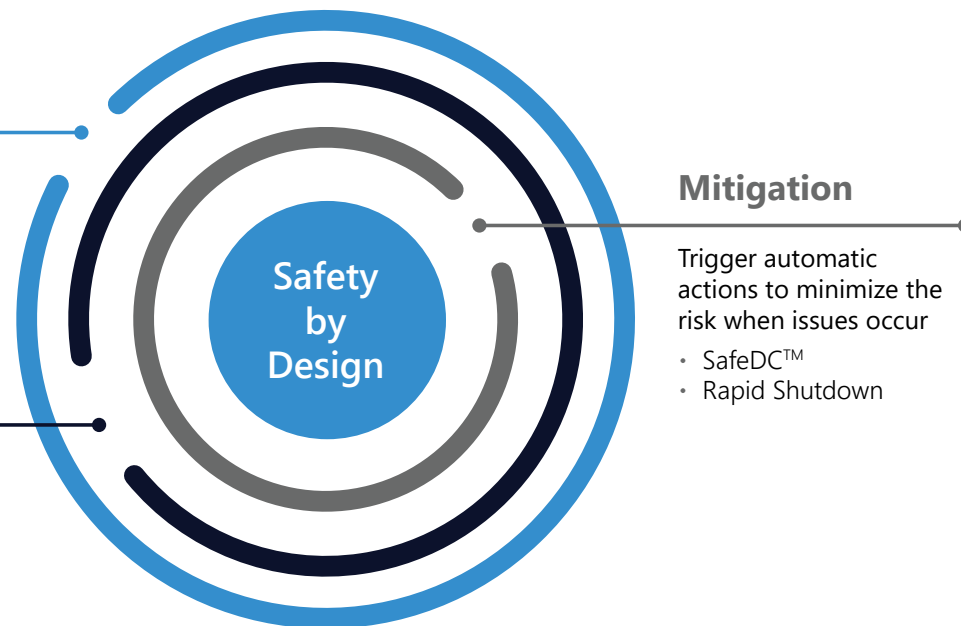 Safety
by
Design
Mitigation
Trigger automatic
actions to minimize the
risk when issues occur
• SafeDC™
• Rapid Shutdown